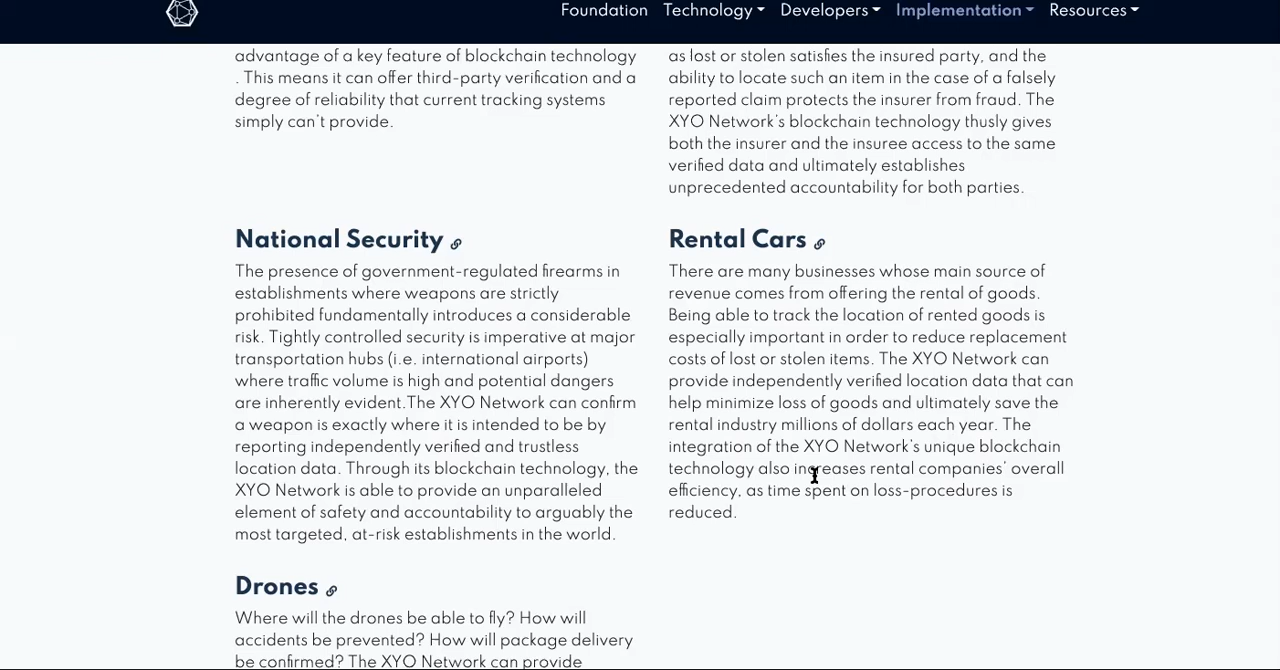 Foundation Technology Developers Implementation Resources
advantage of a key feature of blockchain technology
. This means it can offer third-party verification and a
degree of reliability that current tracking systems
simply can't provide.
as lost or stolen satisfies the insured party, and the
ability to locate such an item in the case of a falsely
reported claim protects the insurer from fraud. The
XYO Network's blockchain technology thusly gives
both the insurer and the insuree access to the same
verified data and ultimately establishes
unprecedented accountability for both parties.
National Security
The presence of government-regulated firearms in
establishments where weapons are strictly
prohibited fundamentally introduces a considerable
risk. Tightly controlled security is imperative at major
transportation hubs (i.e. international airports)
where traffic volume is high and potential dangers
are inherently evident.The XYO Network can confirm
a weapon is exactly where it is intended to be by
reporting independently verified and trustless
location data. Through its blockchain technology, the
XYO Network is able to provide an unparalleled
element of safety and accountability to arguably the
most targeted, at-risk establishments in the world.
Rental Cars
There are many businesses whose main source of
revenue comes from offering the rental of goods.
Being able to track the location of rented goods is
especially important in order to reduce replacement
costs of lost or stolen items. The XYO Network can
provide independently verified location data that can
help minimize loss of goods and ultimately save the
rental industry millions of dollars each year. The
integration of the XYO Network's unique blockchain
technology also increases rental companies' overall
efficiency, as time spent on loss-procedures is
reduced.
Drones
Where will the drones be able to fly? How will
accidents be prevented? How will package delivery
be confirmed? The XYO Network can provide